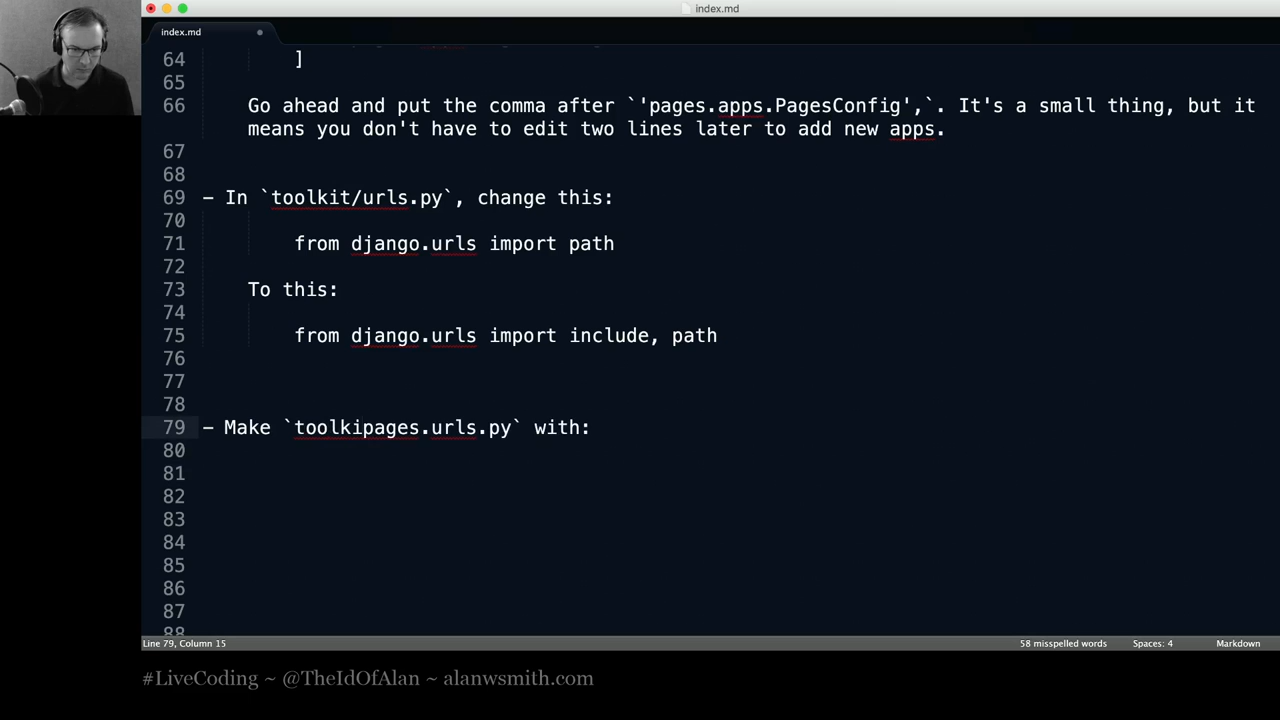 index.md
index.md
64 ]
65
66 Go ahead and put the comma after `'pages.apps.PagesConfig',`. It's a small thing, but it
means you don't have to edit two lines later to add new apps.
67
68
69 - In `toolkit/urls.py`, change this:
70
71 from django.urls import path
72
73 To this:
74
75 from django.urls import include, path
76
77
78
79 - Make `toolkipages.urls.py` with:
80
81
82
83
84
85
86
87
88
Line 79, Column 15 58 misspelled words Spaces: 4 Markdown
#LiveCoding ~ @TheIdOfAlan ~ alanwsmith.com